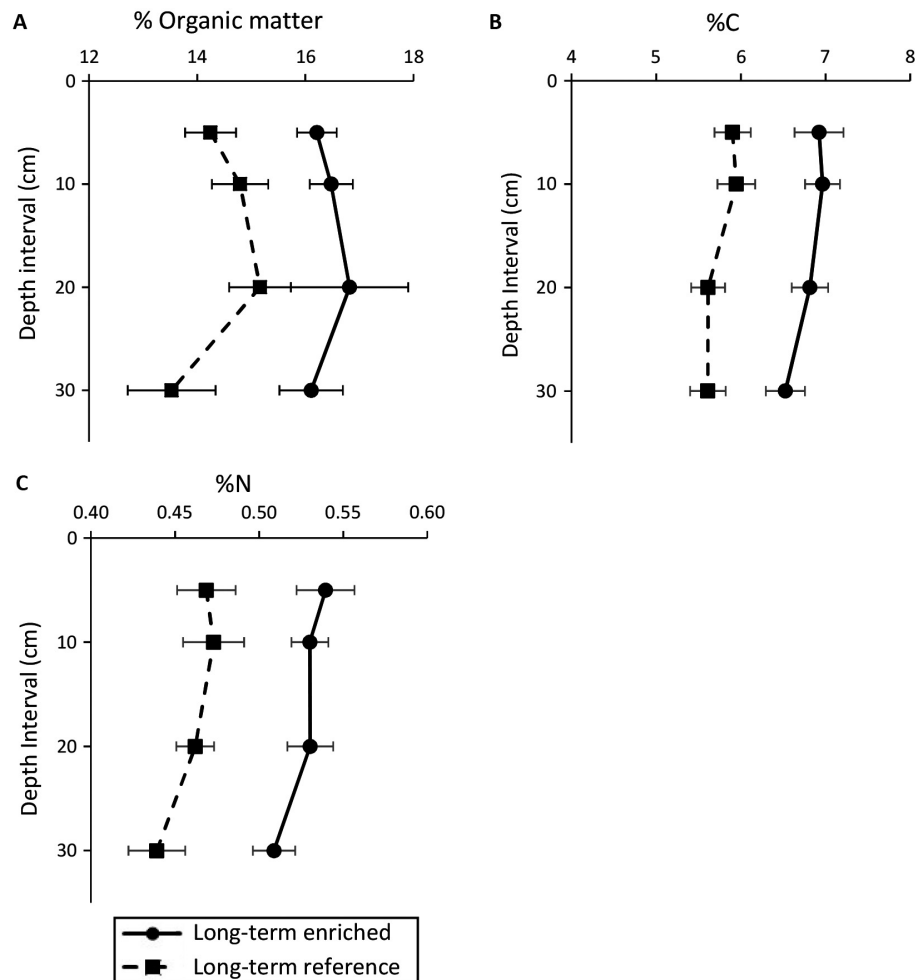 A
% Organic matter
12 14 16 18
0
10
20
30
Depth interval (cm)
B
%C
4 5 6 7 8
0
10
20
30
Depth Interval (cm)
C
%N
0.40 0.45 0.50 0.55 0.60
0
10
20
30
Depth Interval (cm)
Long-term enriched
Long-term reference